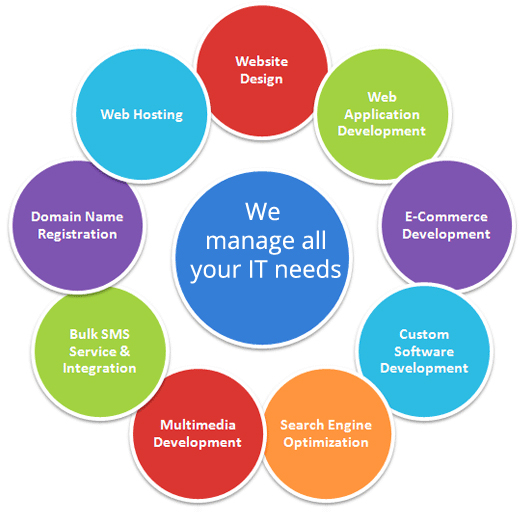 Website
Design
Web
Application
Development
E-Commerce
Development
Custom
Software
Development
Search Engine
Optimization
Multimedia
Development
Bulk SMS
Service &
Integration
Domain Name
Registration
Web Hosting
We
manage all
your IT needs